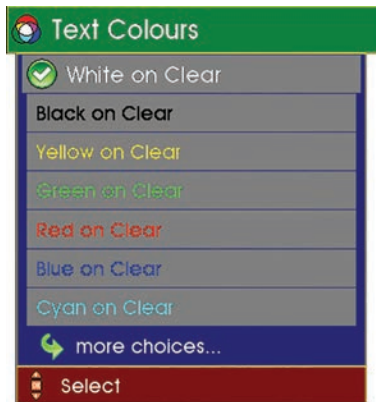 Text Colours
White on Clear
Black on Clear
Yellow on Clear
Green on Clear
Red on Clear
Blue on Clear
Cyan on Clear
more choices...
Select